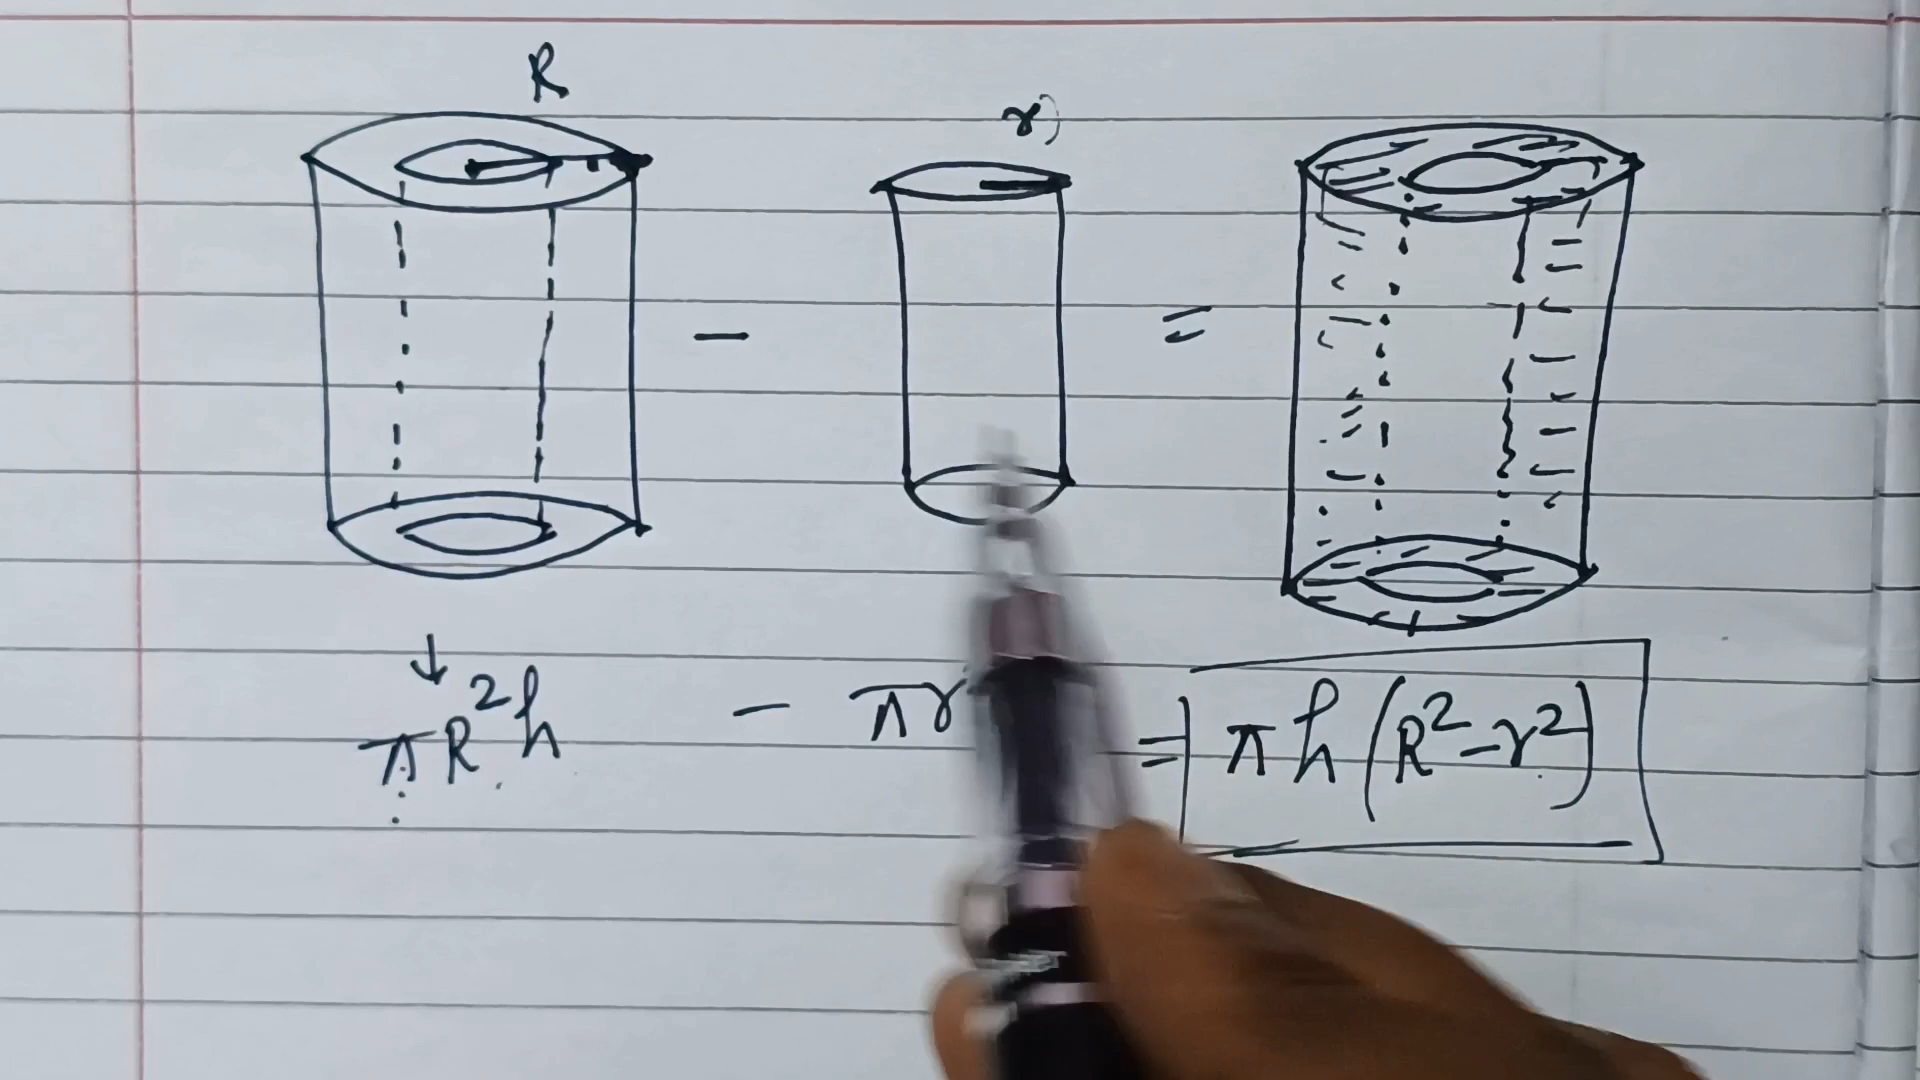 R
r
- =
↓
πR²h - πr = πh(R²-r²)